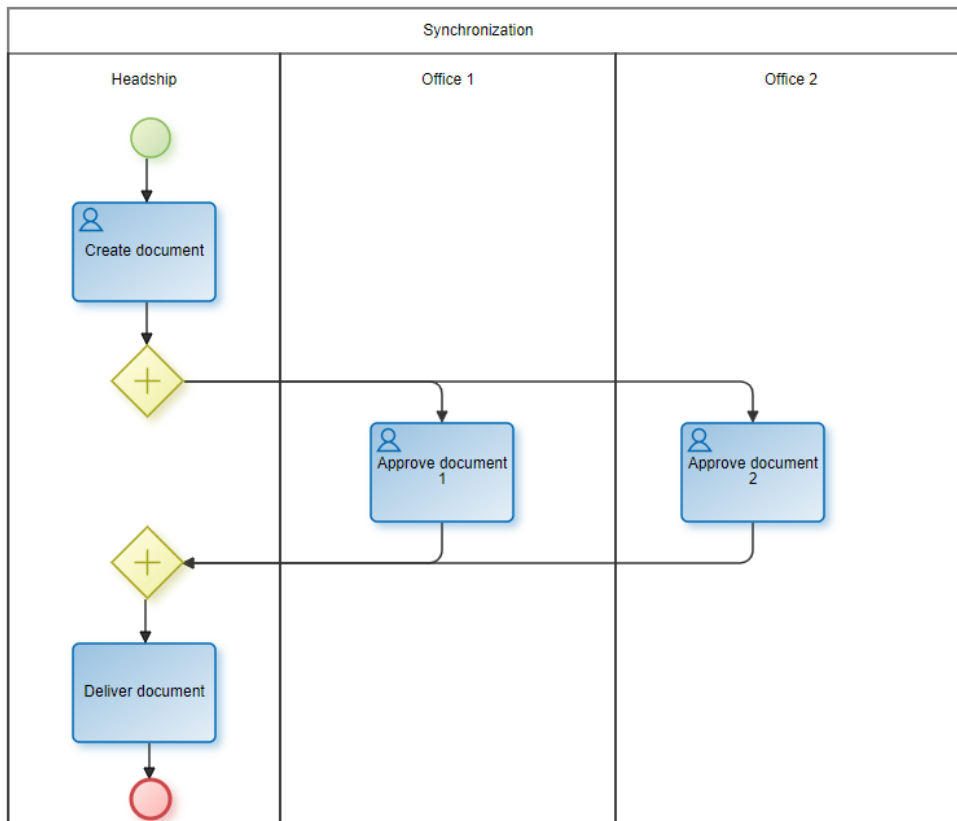 Synchronization
Headship
Office 1
Office 2
Create document
Approve document
1
Approve document
2
Deliver document